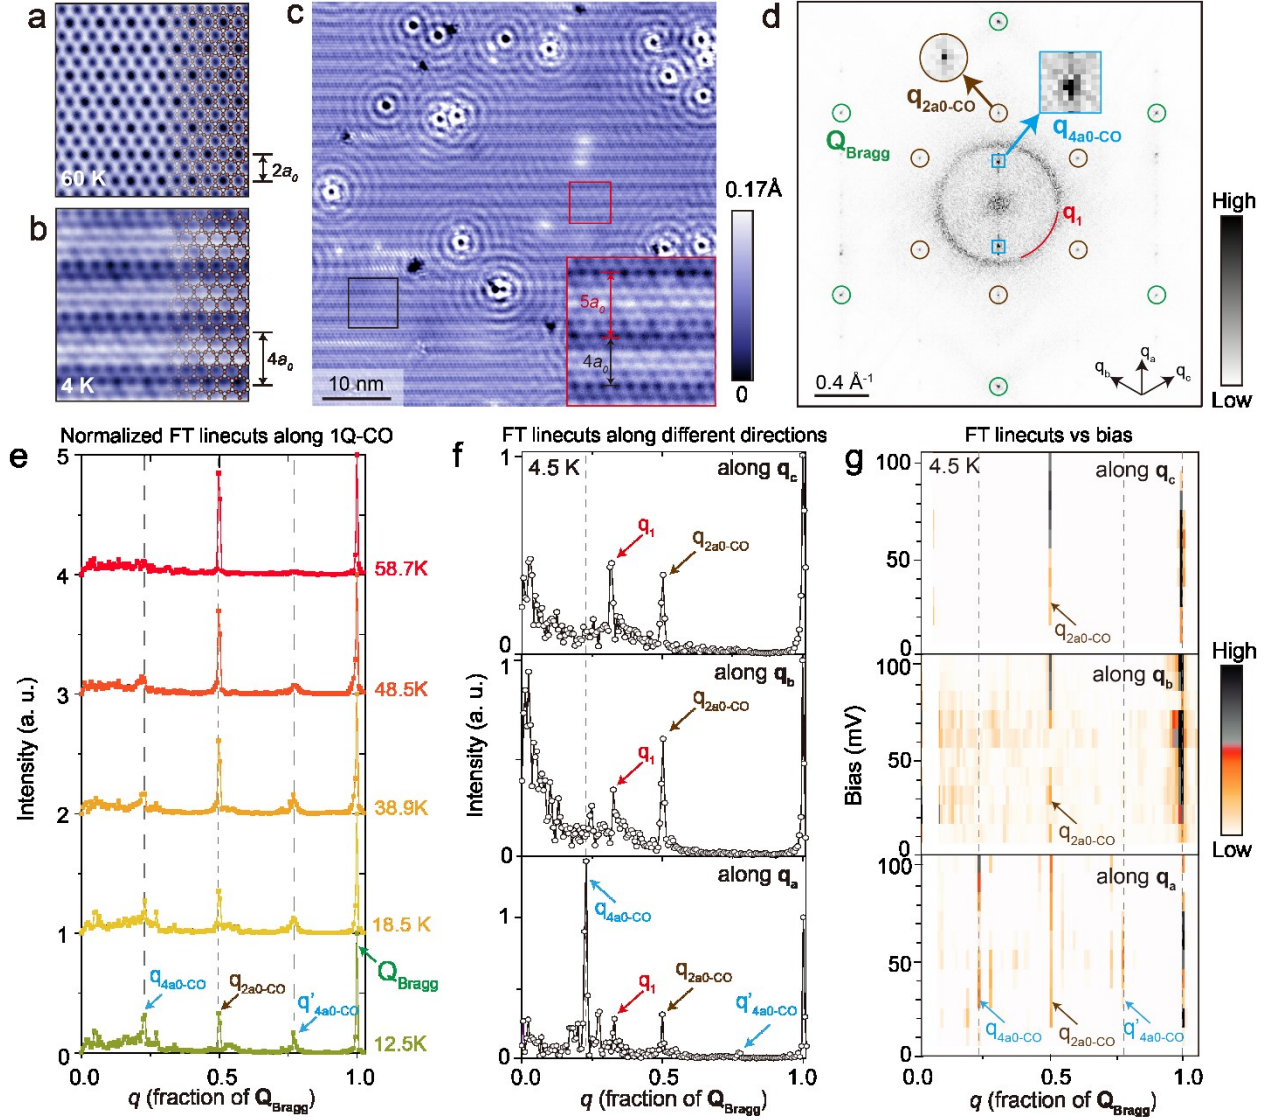 a
60 K
2a₀
b
4 K
4a₀
c
0.17Å
0
10 nm
5a₀
4a₀
d
q2a0-CO
q4a0-CO
QBragg
q1
High
Low
qa
qb
qc
0.4 Å-1
e
Normalized FT linecuts along 1Q-CO
5
4
3
2
1
0
58.7K
48.5K
38.9K
18.5 K
12.5K
q4a0-CO
q2a0-CO
q'4a0-CO
QBragg
Intensity (a. u.)
0
0.5
1.0
q (fraction of QBragg)
f
FT linecuts along different directions
4.5 K
along qc
1
0
q1
q2a0-CO
along qb
1
0
q1
q2a0-CO
along qa
1
0
q4a0-CO
q1
q2a0-CO
q'4a0-CO
Intensity (a. u.)
0
0.5
1.0
q (fraction of QBragg)
g
FT linecuts vs bias
4.5 K
along qc
100
50
0
q2a0-CO
along qb
100
50
0
q2a0-CO
along qa
100
50
0
q4a0-CO
q2a0-CO
q'4a0-CO
Bias (mV)
High
Low
0
0.5
1.0
q (fraction of QBragg)